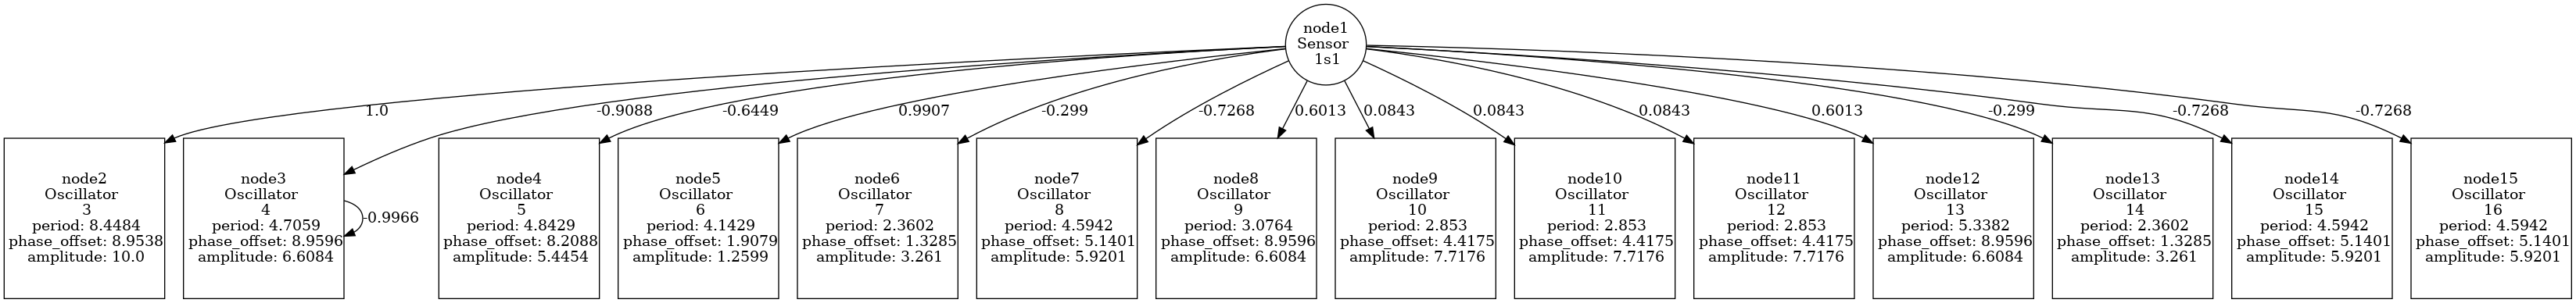 node1
Sensor
1s1
1.0
-0.9088
-0.6449
0.9907
-0.299
-0.7268
0.6013
0.0843
0.0843
0.0843
0.6013
-0.299
-0.7268
-0.7268
node2
Oscillator
3
period: 8.4484
phase_offset: 8.9538
amplitude: 10.0
node3
Oscillator
4
period: 4.7059
phase_offset: 8.9596
amplitude: 6.6084
-0.9966
node4
Oscillator
5
period: 4.8429
phase_offset: 8.2088
amplitude: 5.4454
node5
Oscillator
6
period: 4.1429
phase_offset: 1.9079
amplitude: 1.2599
node6
Oscillator
7
period: 2.3602
phase_offset: 1.3285
amplitude: 3.261
node7
Oscillator
8
period: 4.5942
phase_offset: 5.1401
amplitude: 5.9201
node8
Oscillator
9
period: 3.0764
phase_offset: 8.9596
amplitude: 6.6084
node9
Oscillator
10
period: 2.853
phase_offset: 4.4175
amplitude: 7.7176
node10
Oscillator
11
period: 2.853
phase_offset: 4.4175
amplitude: 7.7176
node11
Oscillator
12
period: 2.853
phase_offset: 4.4175
amplitude: 7.7176
node12
Oscillator
13
period: 5.3382
phase_offset: 8.9596
amplitude: 6.6084
node13
Oscillator
14
period: 2.3602
phase_offset: 1.3285
amplitude: 3.261
node14
Oscillator
15
period: 4.5942
phase_offset: 5.1401
amplitude: 5.9201
node15
Oscillator
16
period: 4.5942
phase_offset: 5.1401
amplitude: 5.9201